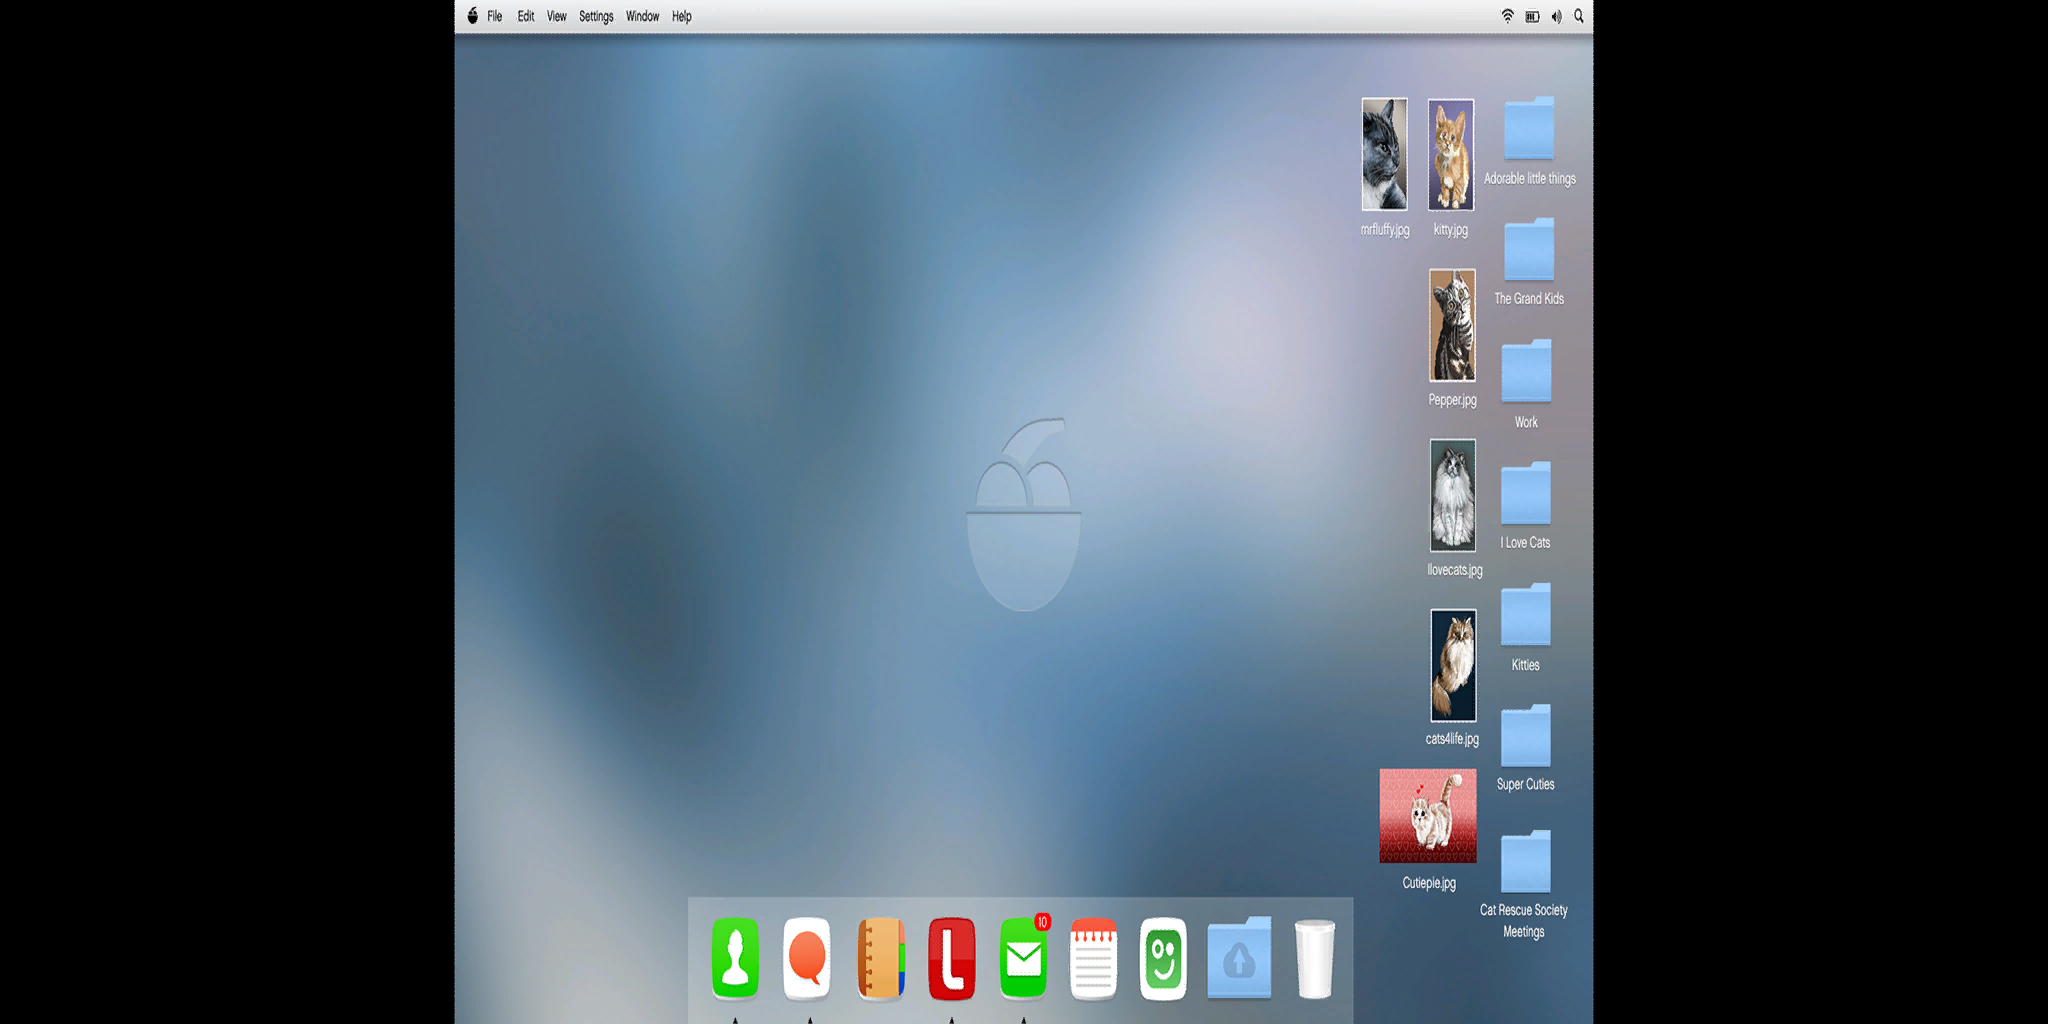 File Edit View Settings Window Help
mrfluffy.jpg
kitty.jpg
Adorable little things
The Grand Kids
Pepper.jpg
Work
I Love Cats
Ilovecats.jpg
Kitties
cats4life.jpg
Super Cuties
Cutiepie.jpg
Cat Rescue Society
Meetings
L
10